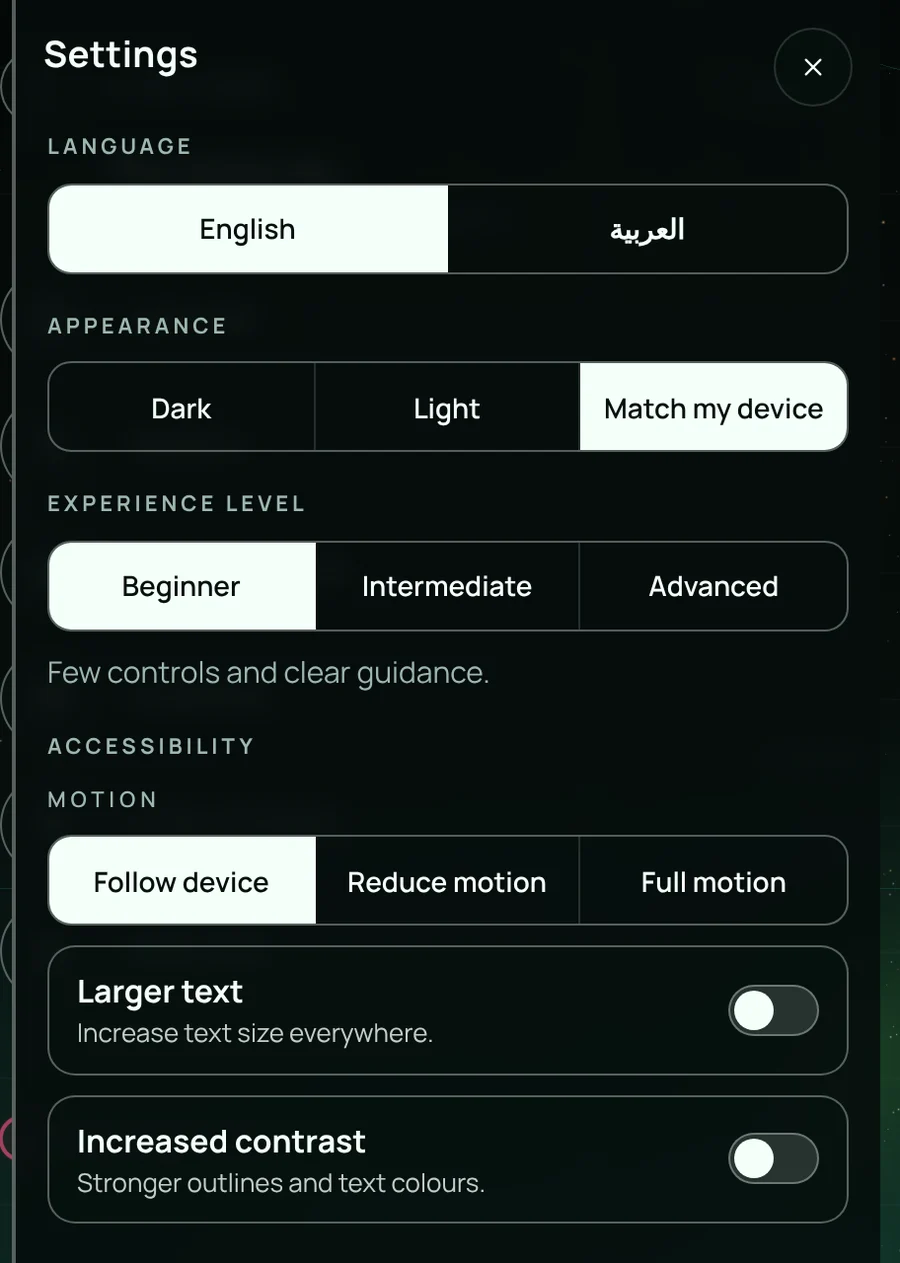 Settings
LANGUAGE
English
العربية
APPEARANCE
Dark
Light
Match my device
EXPERIENCE LEVEL
Beginner
Intermediate
Advanced
Few controls and clear guidance.
ACCESSIBILITY
MOTION
Follow device
Reduce motion
Full motion
Larger text
Increase text size everywhere.
Increased contrast
Stronger outlines and text colours.